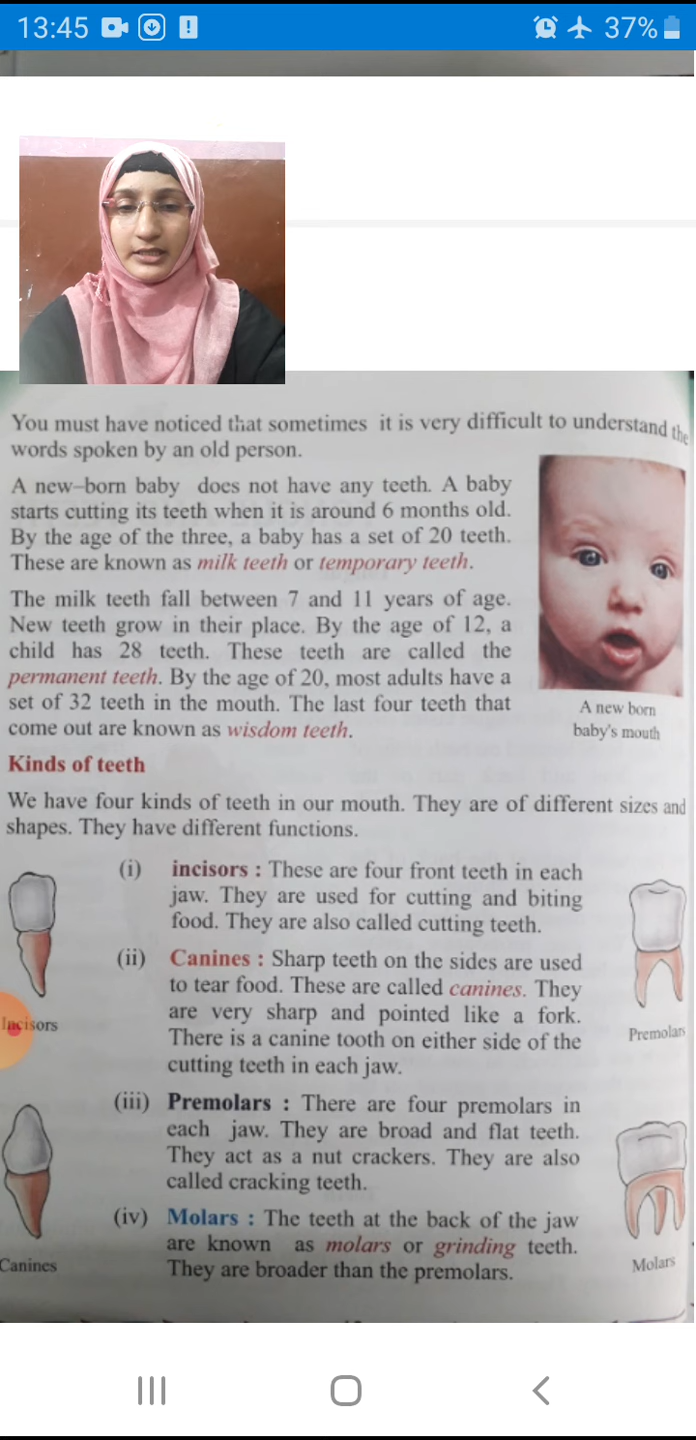 13:45
37%
You must have noticed that sometimes it is very difficult to understand the
words spoken by an old person.
A new-born baby does not have any teeth. A baby
starts cutting its teeth when it is around 6 months old.
By the age of the three, a baby has a set of 20 teeth.
These are known as milk teeth or temporary teeth.
The milk teeth fall between 7 and 11 years of age.
New teeth grow in their place. By the age of 12, a
child has 28 teeth. These teeth are called the
permanent teeth. By the age of 20, most adults have a
set of 32 teeth in the mouth. The last four teeth that
come out are known as wisdom teeth.
A new born
baby's mouth
Kinds of teeth
We have four kinds of teeth in our mouth. They are of different sizes and
shapes. They have different functions.
(i) incisors : These are four front teeth in each
jaw. They are used for cutting and biting
food. They are also called cutting teeth.
Incisors
(ii) Canines : Sharp teeth on the sides are used
to tear food. These are called canines. They
are very sharp and pointed like a fork.
There is a canine tooth on either side of the
cutting teeth in each jaw.
Premolars
(iii) Premolars : There are four premolars in
each jaw. They are broad and flat teeth.
They act as a nut crackers. They are also
called cracking teeth.
Canines
(iv) Molars : The teeth at the back of the jaw
are known as molars or grinding teeth.
They are broader than the premolars.
Molars